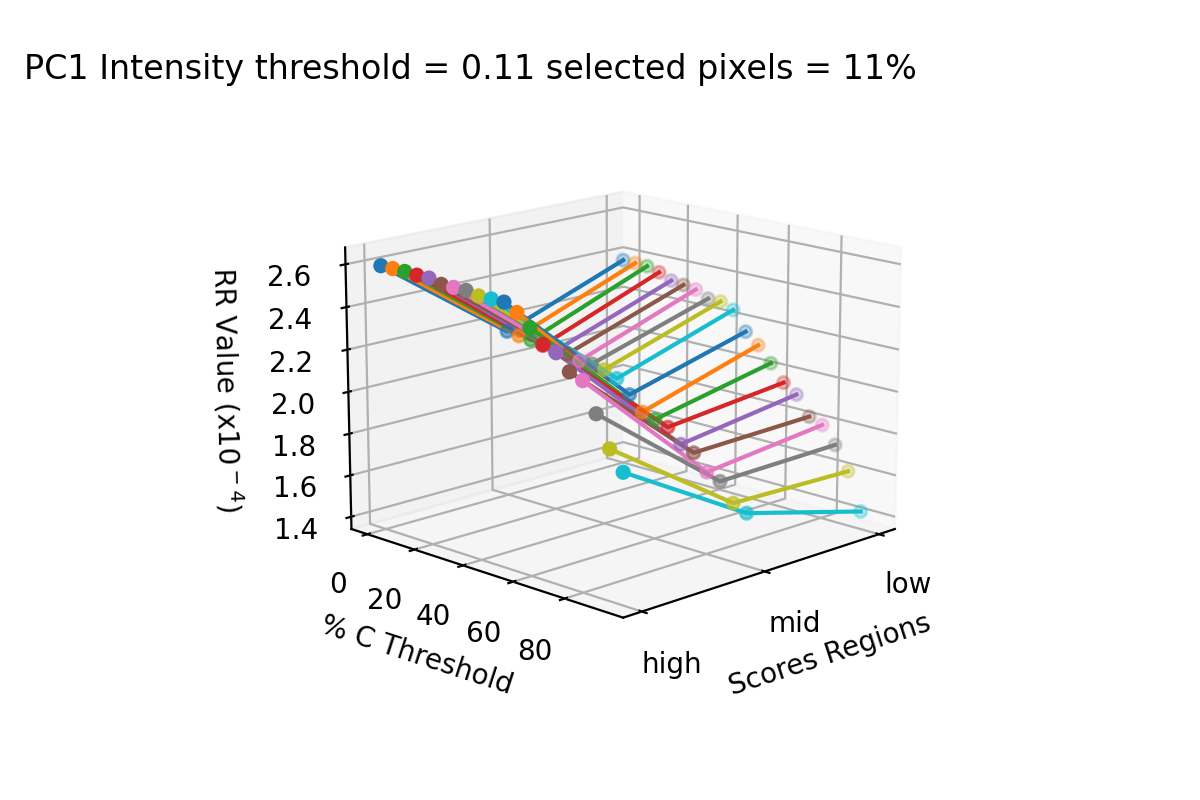 PC1 Intensity threshold = 0.11 selected pixels = 11%
RR Value (x10⁻⁴)
2.6
2.4
2.2
2.0
1.8
1.6
1.4
0
20
40
60
80
% C Threshold
high
mid
low
Scores Regions